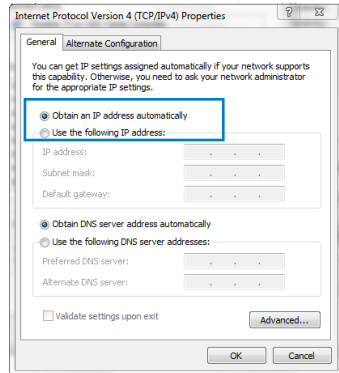 Internet Protocol Version 4 (TCP/IPv4) Properties
General Alternate Configuration
You can get IP settings assigned automatically if your network supports
this capability. Otherwise, you need to ask your network administrator
for the appropriate IP settings.
Obtain an IP address automatically
Use the following IP address:
IP address:
Subnet mask:
Default gateway:
Obtain DNS server address automatically
Use the following DNS server addresses:
Preferred DNS server:
Alternate DNS server:
Validate settings upon exit
Advanced...
OK Cancel